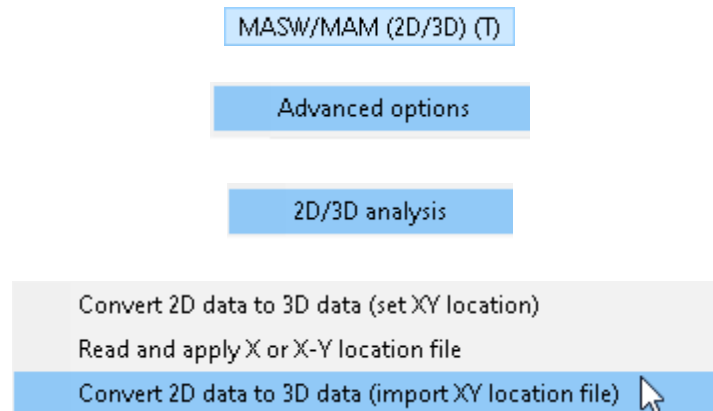 MASW/MAM (2D/3D) (T)
Advanced options
2D/3D analysis
Convert 2D data to 3D data (set XY location)
Read and apply X or X-Y location file
Convert 2D data to 3D data (import XY location file)